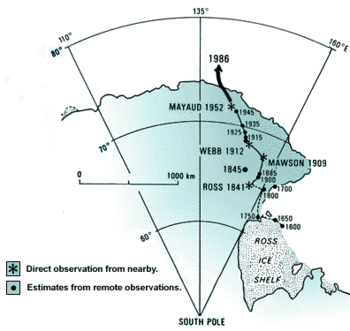 135°
110°
80°
160°E
1986
MAYAUD 1952
1945
1935
1925
1915
70°
WEBB 1912
MAWSON 1909
0
1000 km
1845
1885
1900
ROSS 1841
1700
1800
60°
1750
1650
1600
ROSS
ICE
SHELF
Direct observation from nearby.
Estimates from remote observations.
SOUTH POLE